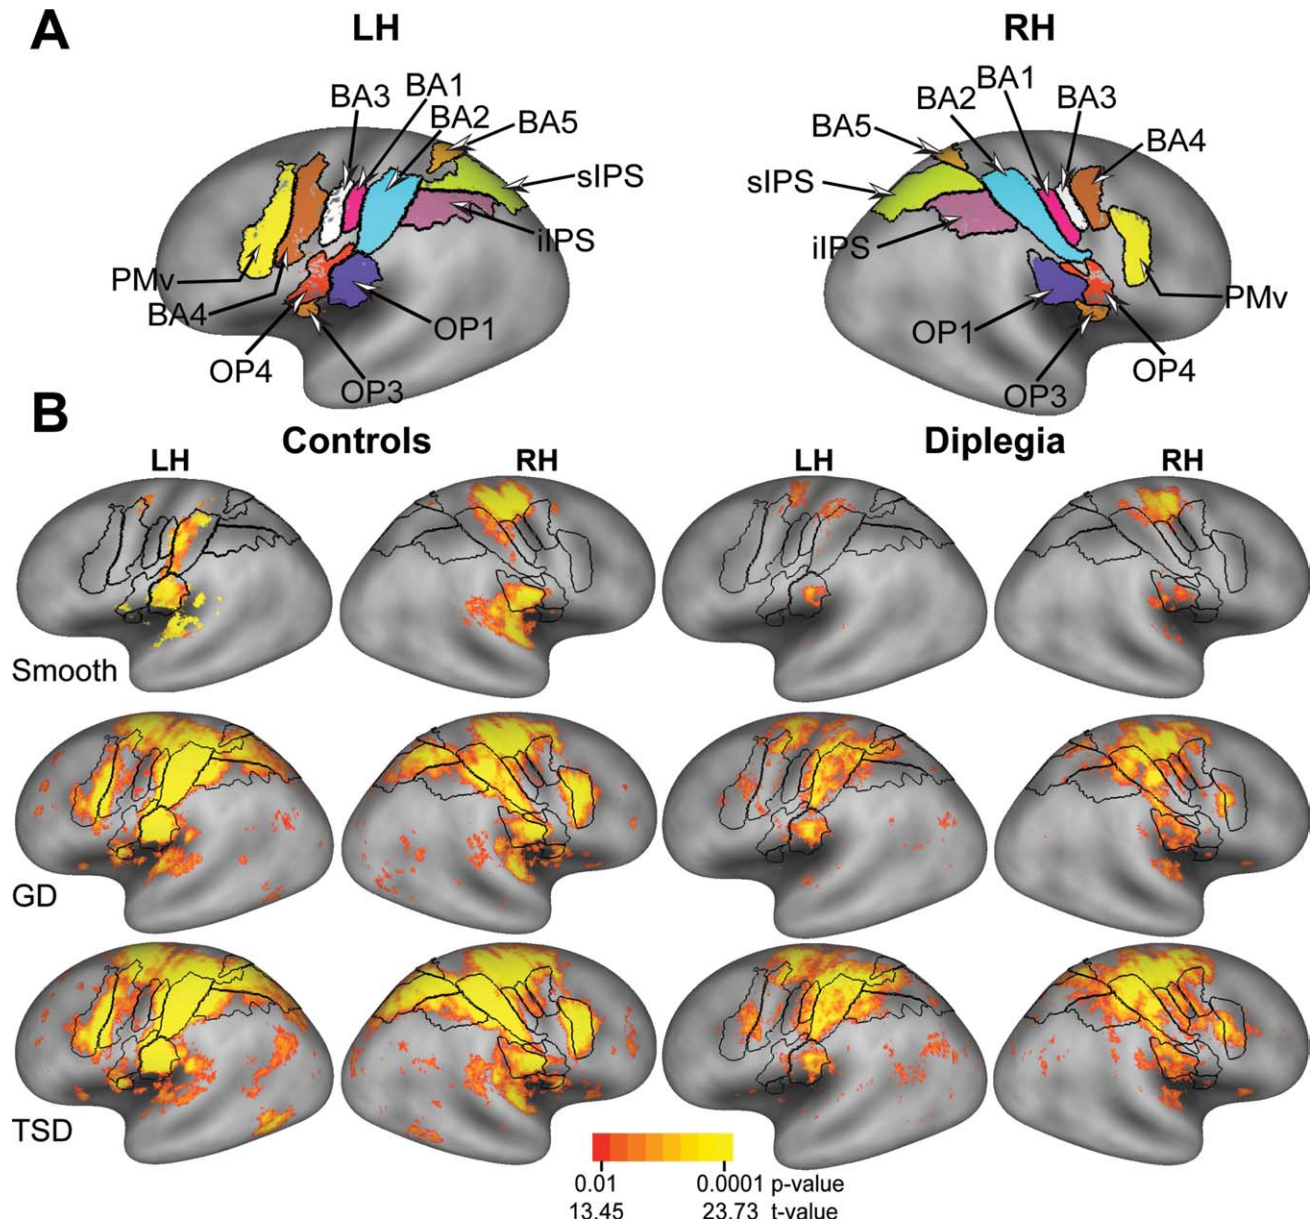 A
LH
RH
BA3
BA1
BA2
BA5
sIPS
iIPS
PMv
BA4
OP4
OP3
OP1
BA1
BA2
BA3
BA5
BA4
sIPS
iIPS
PMv
OP1
OP4
OP3
B
Controls
Diplegia
LH
RH
LH
RH
Smooth
GD
TSD
0.01 0.0001 p-value
13.45 23.73 t-value